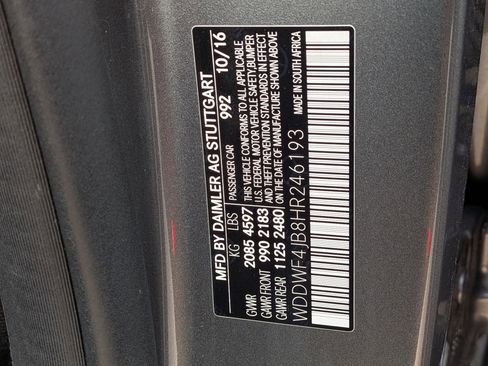 MFD BY DAIMLER AG STUTTGART
992 10/16
PASSENGER CAR
KG LBS
GVWR 2085 4597
GAWR FRONT 990 2183
GAWR REAR 1125 2480
THIS VEHICLE CONFORMS TO ALL APPLICABLE
U.S. FEDERAL MOTOR VEHICLE SAFETY, BUMPER
AND THEFT PREVENTION STANDARDS IN EFFECT
ON THE DATE OF MANUFACTURE SHOWN ABOVE
WDDWF4JB8HR246193
MADE IN SOUTH AFRICA